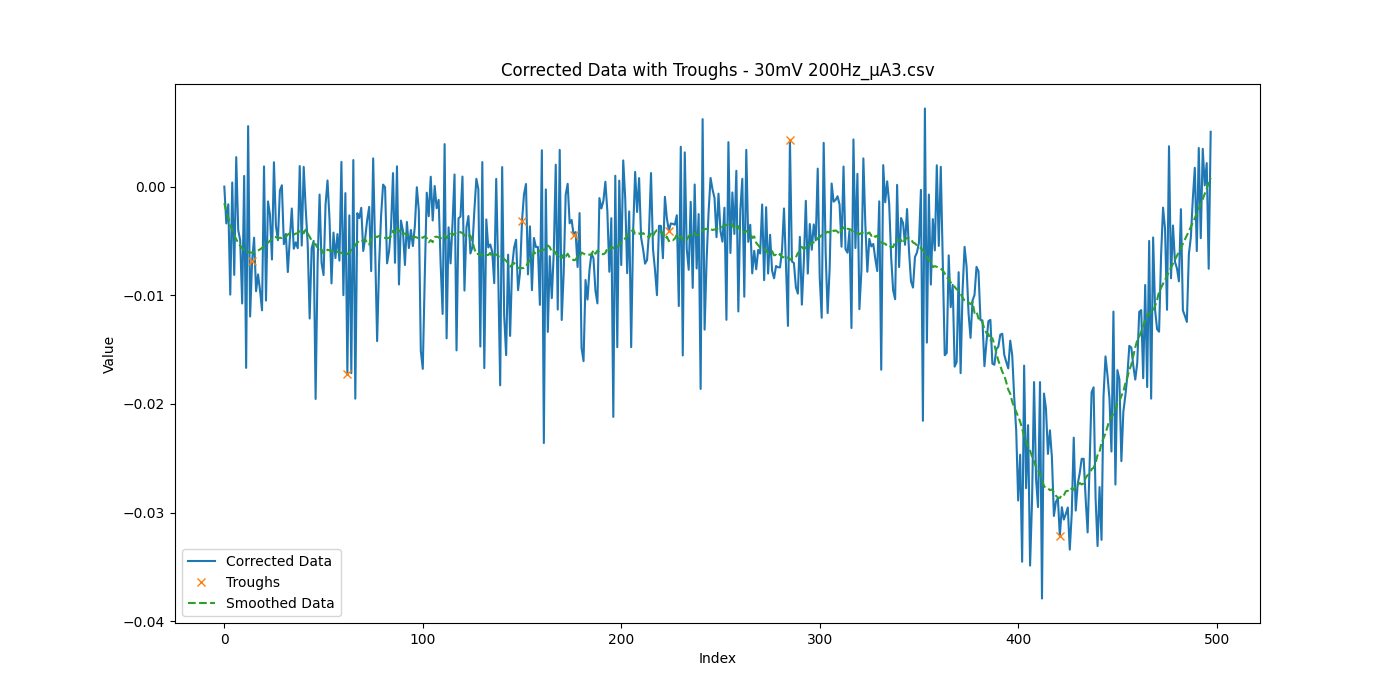 Corrected Data with Troughs - 30mV 200Hz_μA3.csv
Value
0.00
−0.01
−0.02
−0.03
−0.04
Corrected Data
Troughs
Smoothed Data
0 100 200 300 400 500
Index